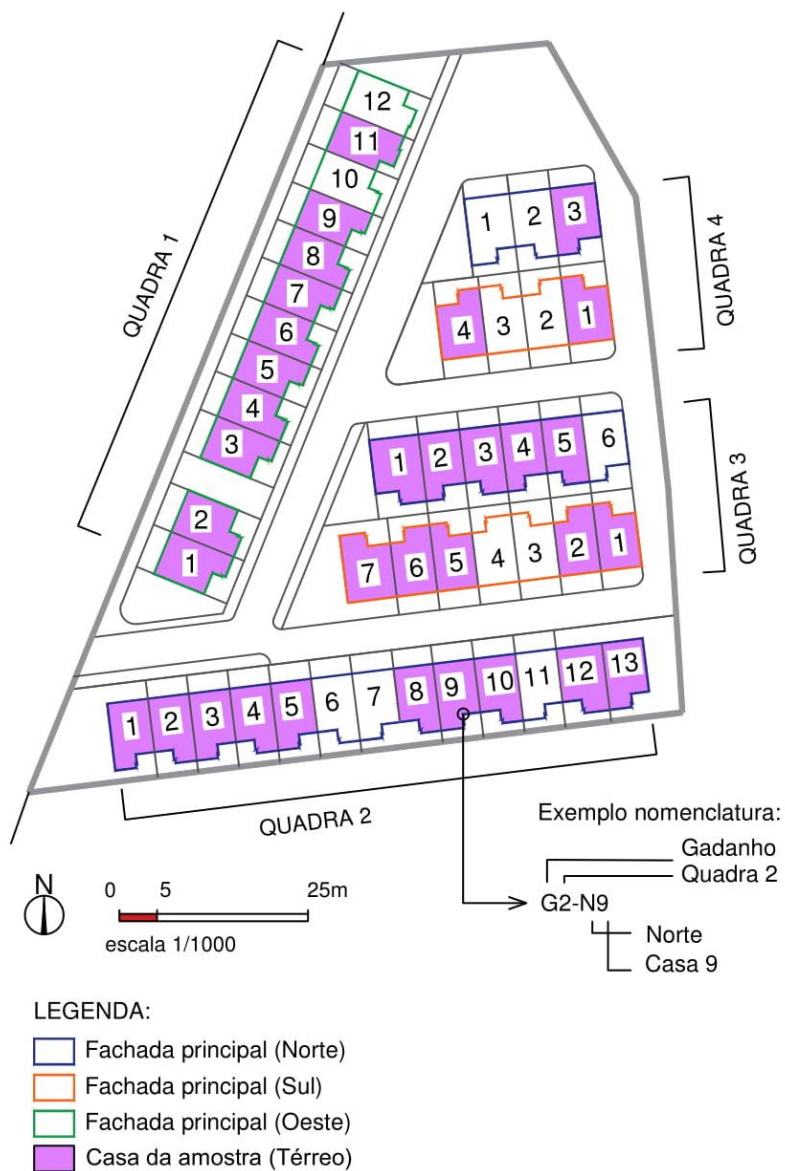 QUADRA 1
12
11
10
9
8
7
6
5
4
3
2
1
QUADRA 4
1 2 3
4 3 2 1
QUADRA 3
1 2 3 4 5 6
7 6 5 4 3 2 1
1 2 3 4 5 6 7 8 9 10 11 12 13
QUADRA 2
Exemplo nomenclatura:
Gadanho
Quadra 2
G2-N9
Norte
Casa 9
N
0 5 25m
escala 1/1000
LEGENDA:
Fachada principal (Norte)
Fachada principal (Sul)
Fachada principal (Oeste)
Casa da amostra (Térreo)